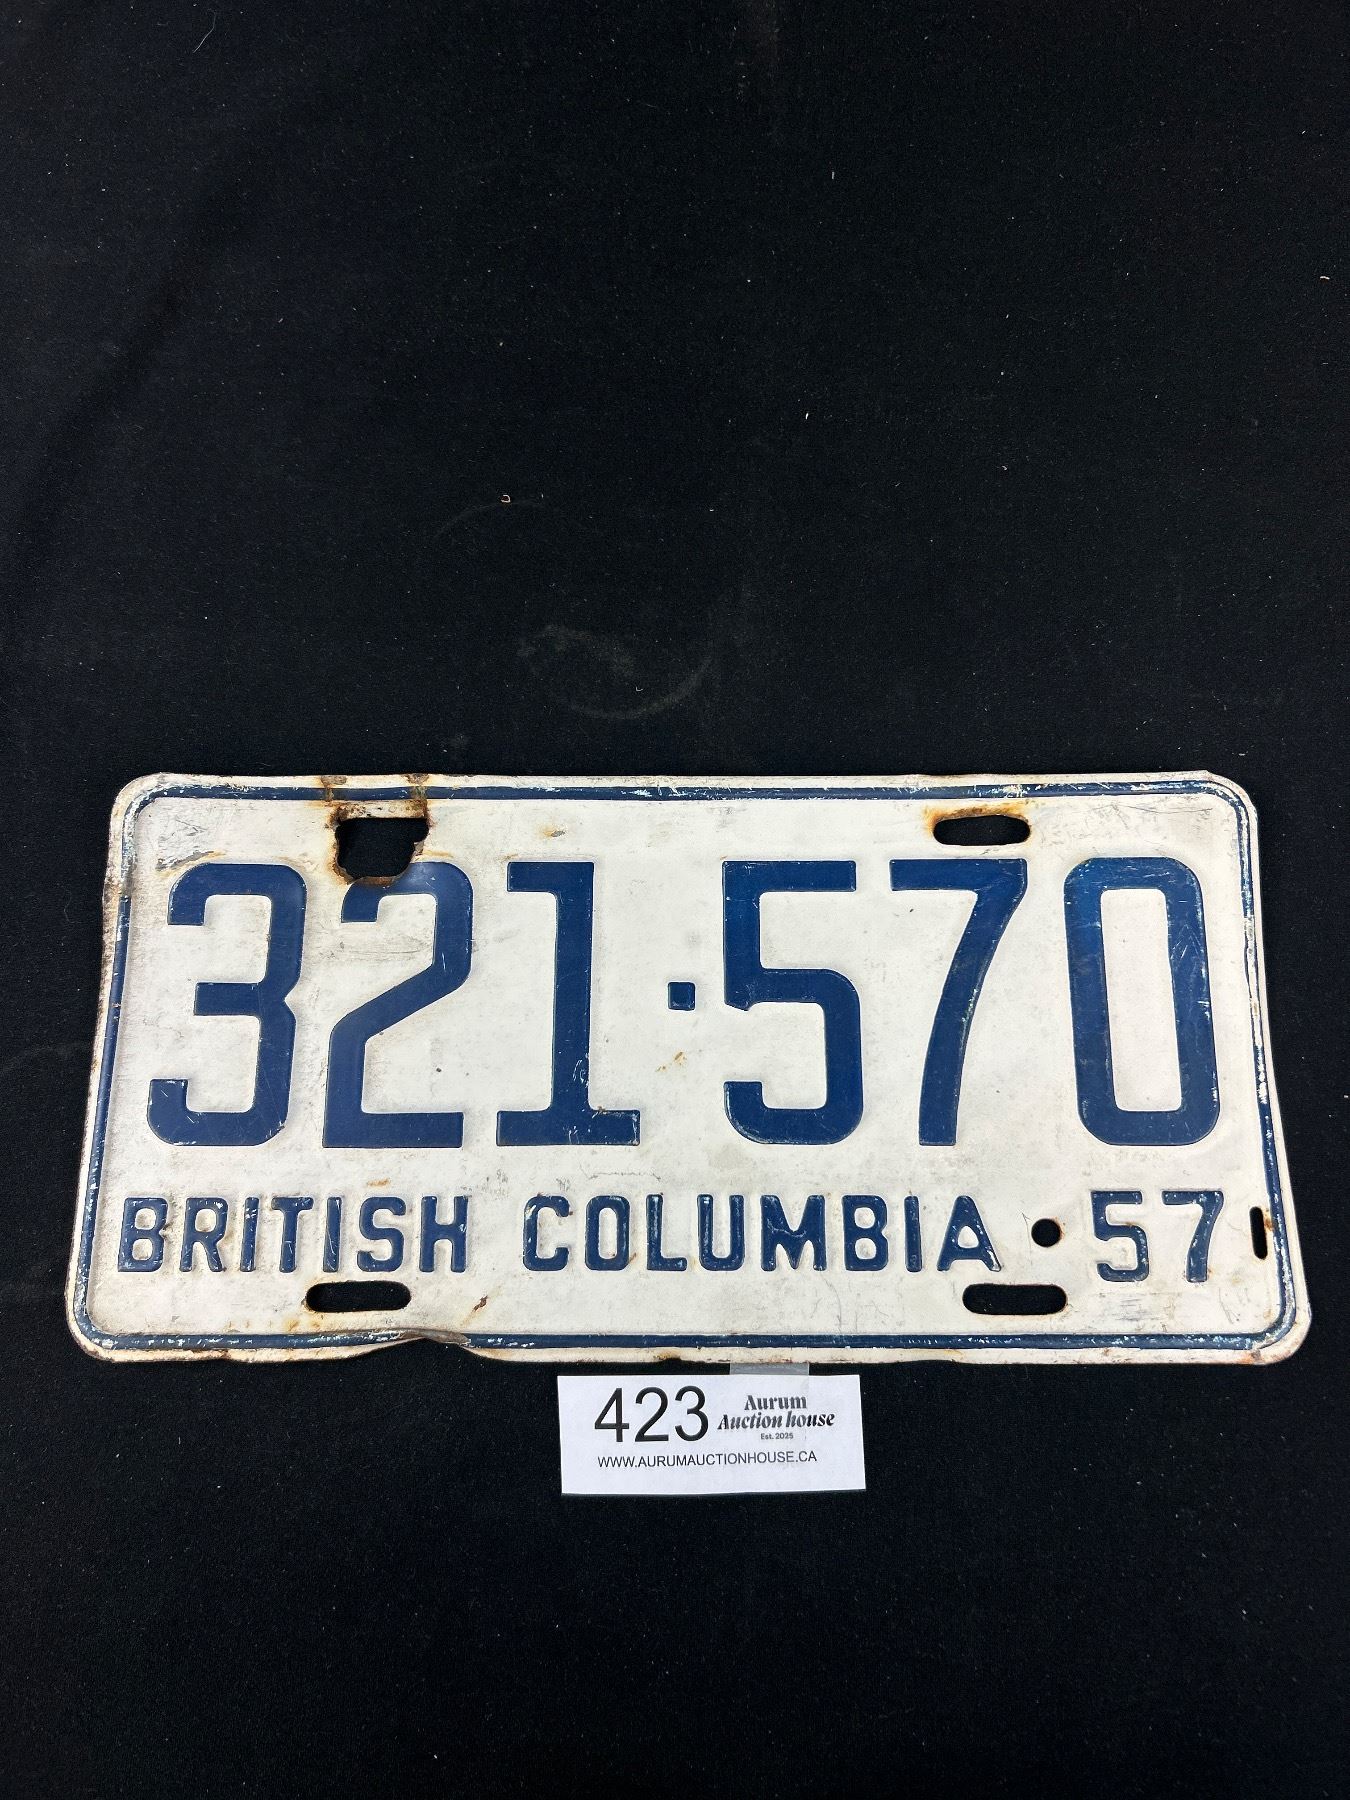 321·570
BRITISH COLUMBIA 57
423 Aurum
Auction house
Est. 2025
WWW.AURUMAUCTIONHOUSE.CA